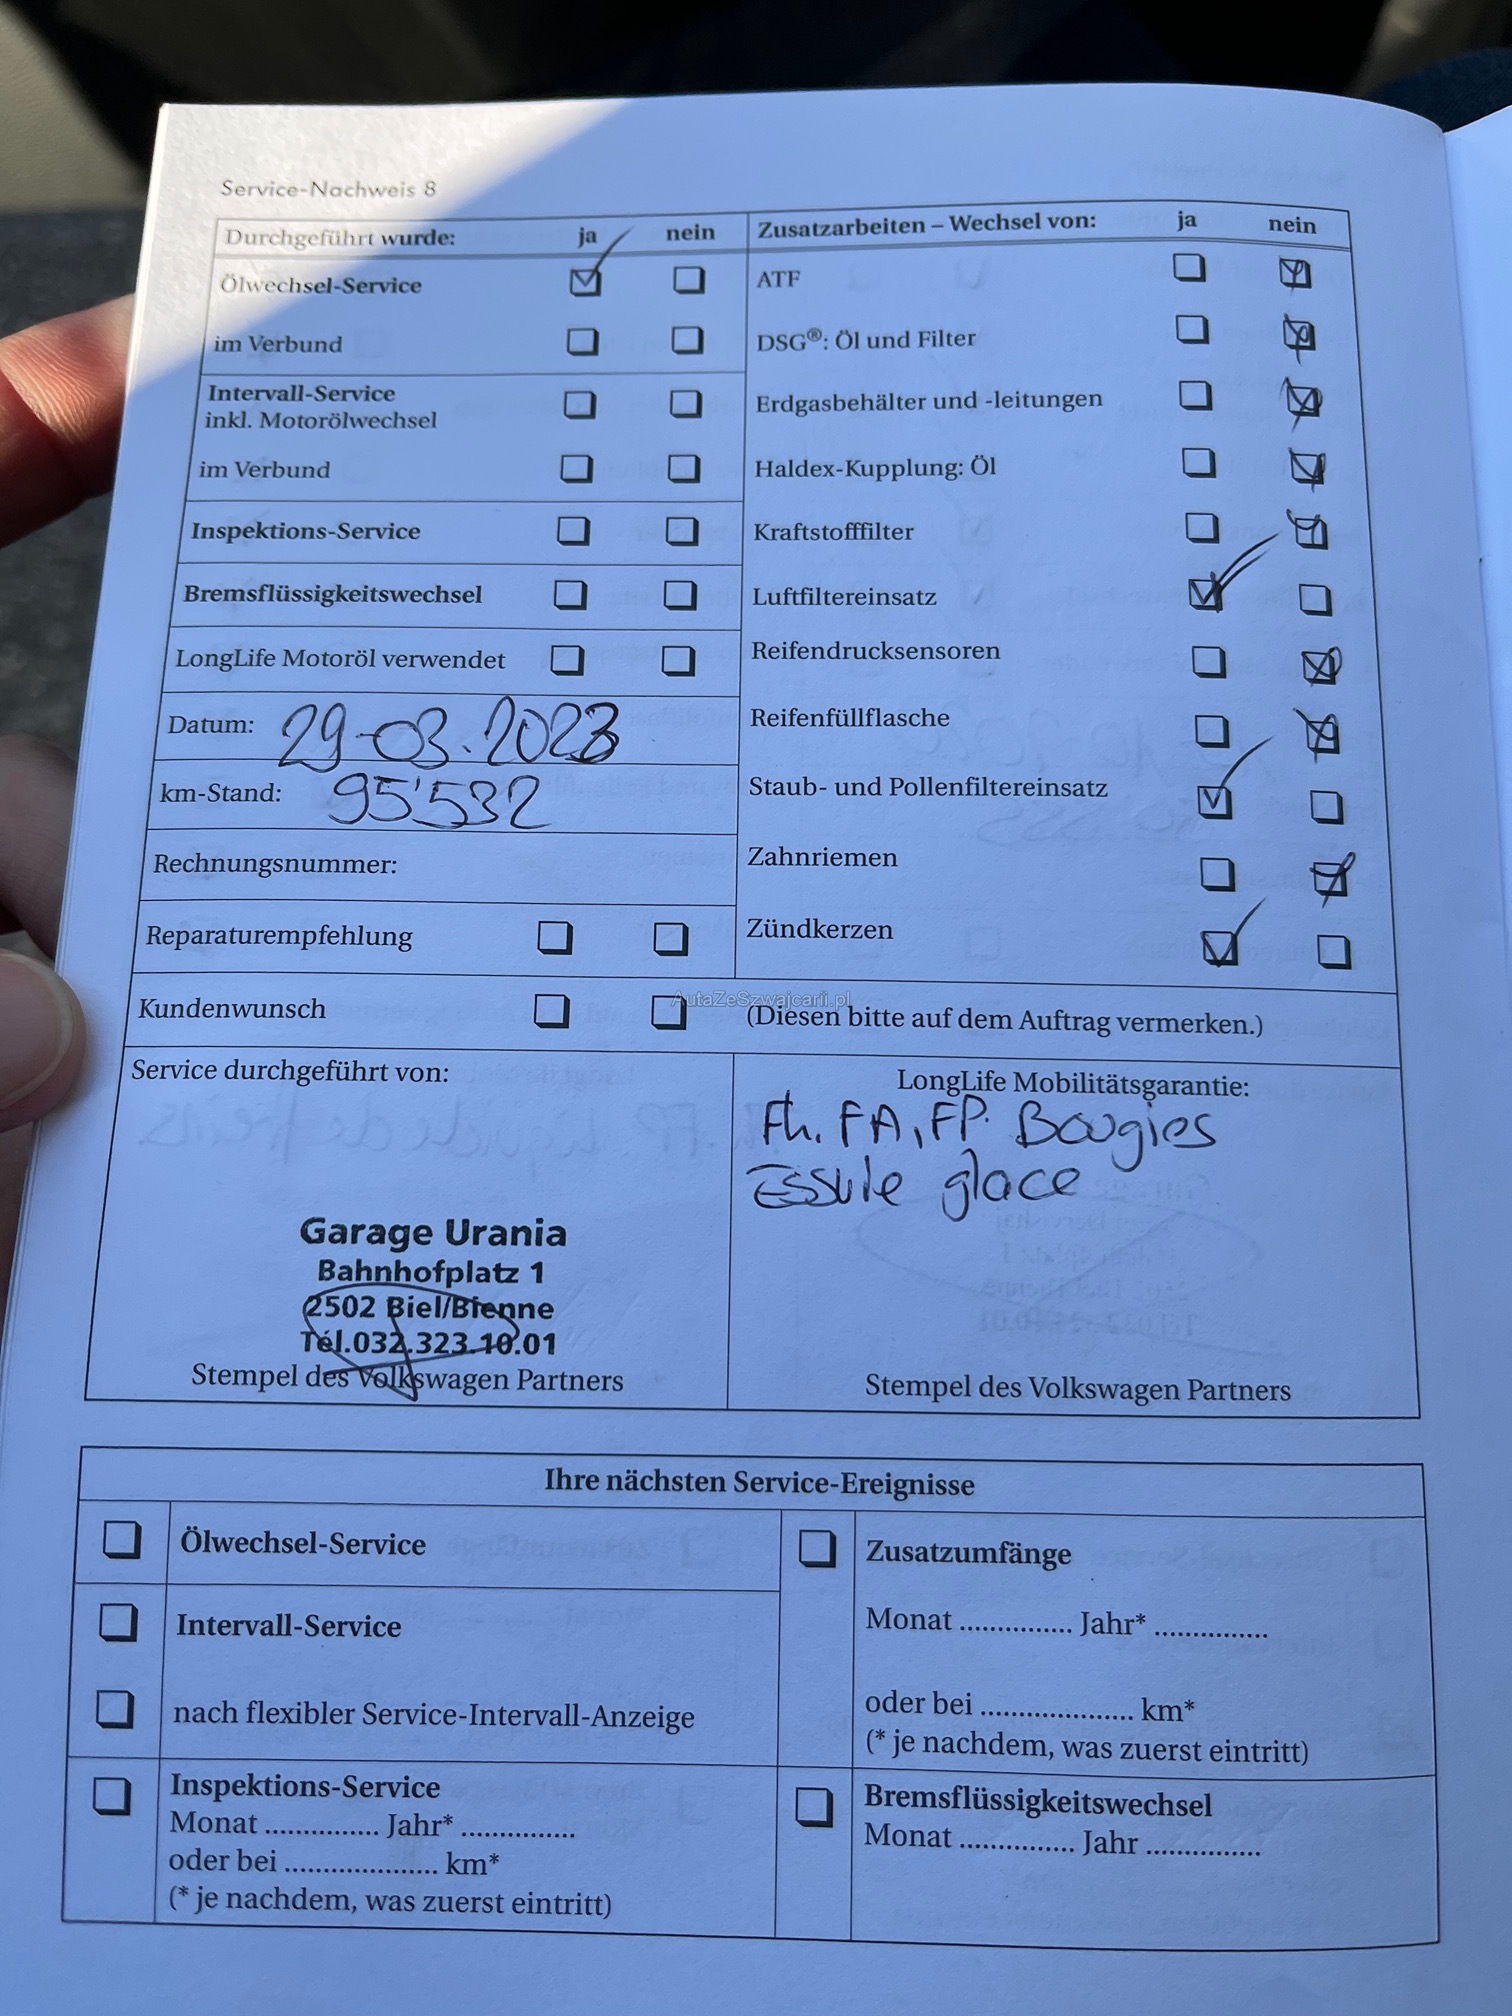 Service-Nachweis 8
Durchgeführt wurde: ja nein
Ölwechsel-Service
im Verbund
Intervall-Service
inkl. Motorölwechsel
im Verbund
Inspektions-Service
Bremsflüssigkeitswechsel
LongLife Motoröl verwendet
Datum: 29-03.2023
km-Stand: 95'532
Rechnungsnummer:
Reparaturempfehlung
Zusatzarbeiten – Wechsel von: ja nein
ATF
DSG®: Öl und Filter
Erdgasbehälter und -leitungen
Haldex-Kupplung: Öl
Kraftstofffilter
Luftfiltereinsatz
Reifendrucksensoren
Reifenfüllflasche
Staub- und Pollenfiltereinsatz
Zahnriemen
Zündkerzen
Kundenwunsch (Diesen bitte auf dem Auftrag vermerken.)
AutaZeSzwajcarii.pl
Service durchgeführt von:
Garage Urania
Bahnhofplatz 1
2502 Biel/Bienne
Tél.032.323.10.01
Stempel des Volkswagen Partners
LongLife Mobilitätsgarantie:
Fh. FA, FP. Bougies
Essuie glace
Stempel des Volkswagen Partners
Ihre nächsten Service-Ereignisse
Ölwechsel-Service
Intervall-Service
nach flexibler Service-Intervall-Anzeige
Inspektions-Service
Monat ............... Jahr* ...............
oder bei .................... km*
(* je nachdem, was zuerst eintritt)
Zusatzumfänge
Monat ............... Jahr* ...............
oder bei .................... km*
(* je nachdem, was zuerst eintritt)
Bremsflüssigkeitswechsel
Monat ............... Jahr ...............